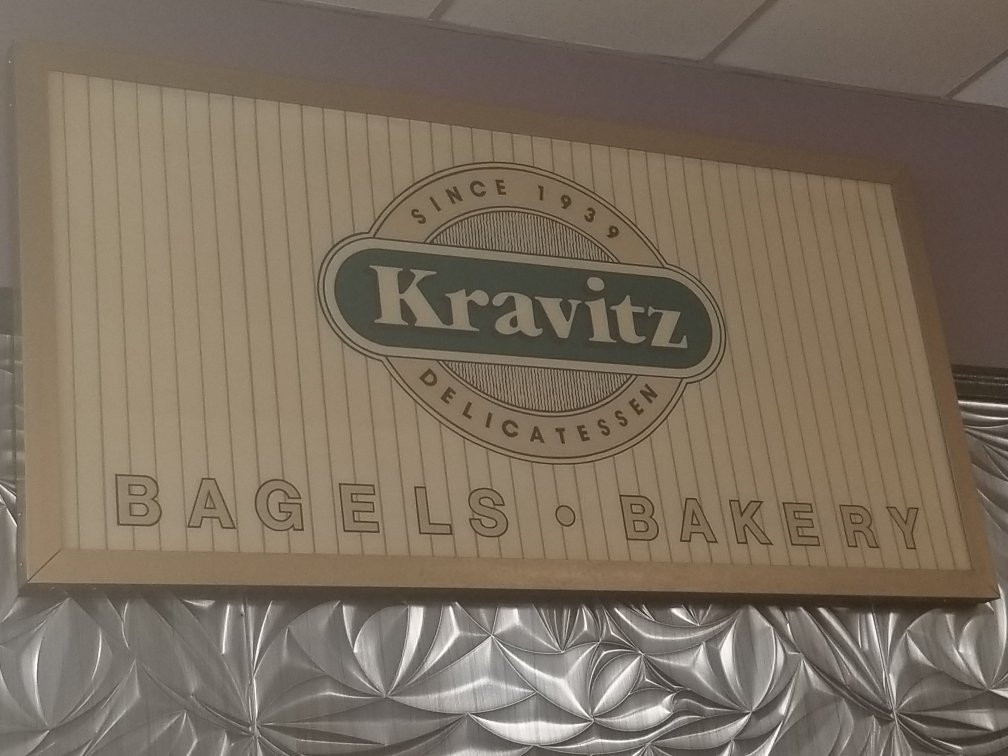 SINCE 1939
Kravitz
DELICATESSEN
BAGELS • BAKERY